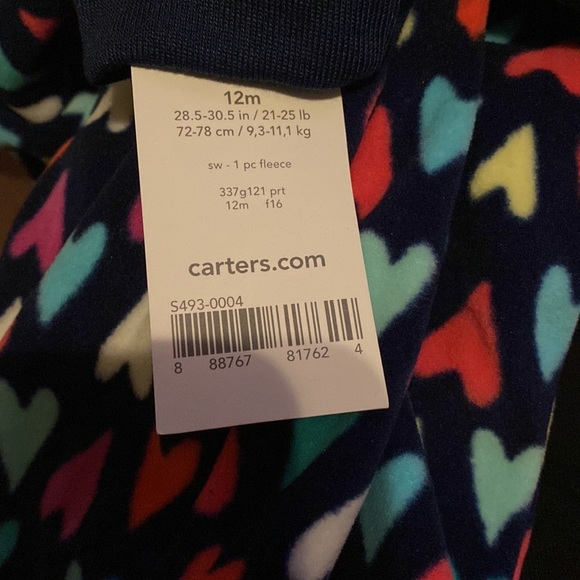 12m
28.5-30.5 in / 21-25 lb
72-78 cm / 9,3-11,1 kg
sw - 1 pc fleece
337g121 prt
12m f16
carters.com
S493-0004
8 88767 81762 4